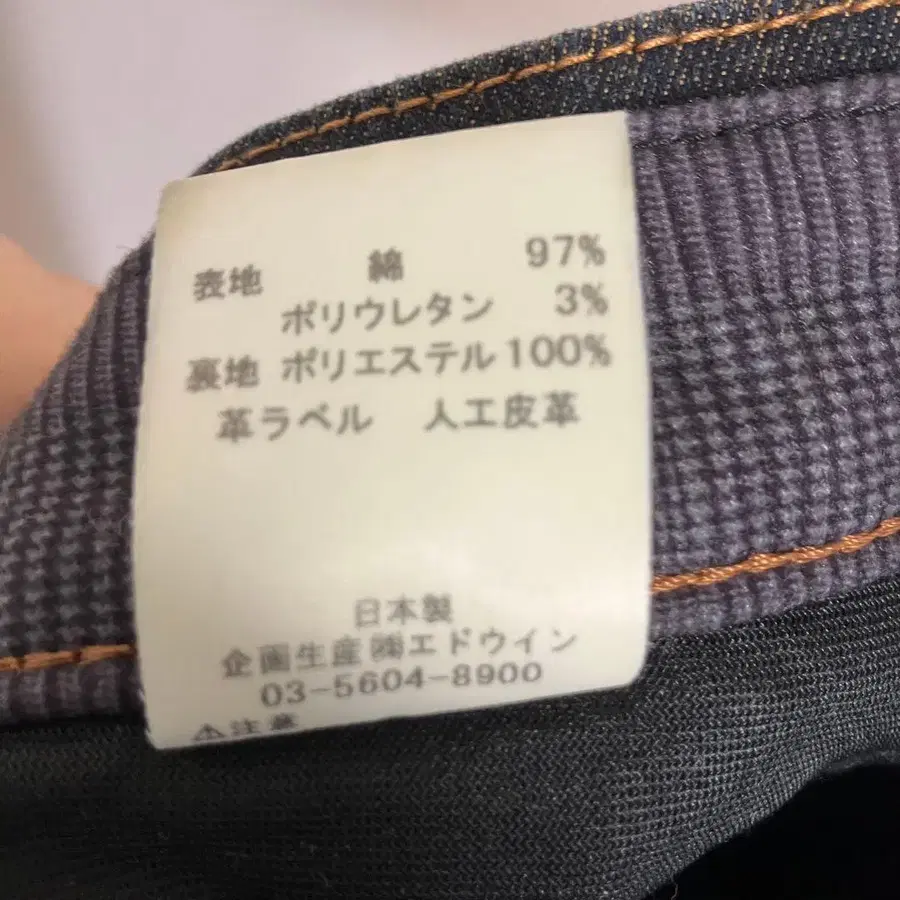 表地 綿 97%
ポリウレタン 3%
裏地 ポリエステル 100%
革ラベル 人工皮革
日本製
企画生産㈱エドウイン
03-5604-8900
⚠注意